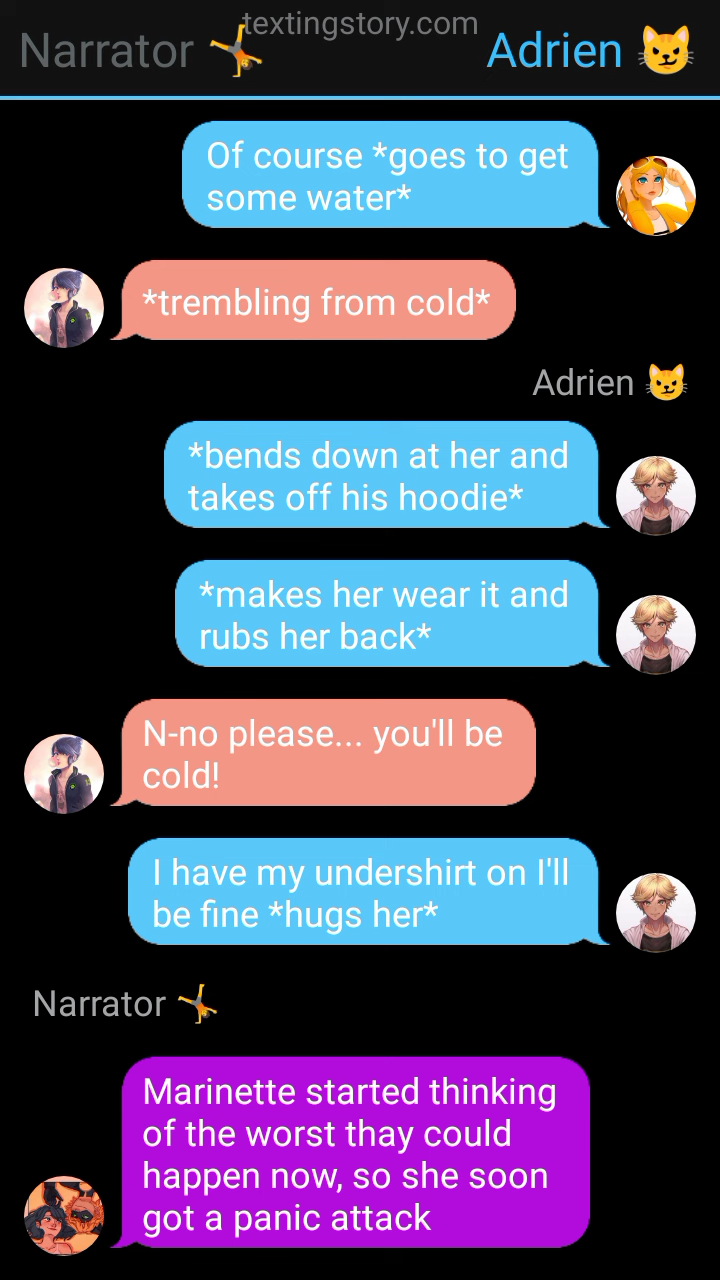 textingstory.com
Narrator 🤸 Adrien 😼
Of course *goes to get
some water*
*trembling from cold*
Adrien 😼
*bends down at her and
takes off his hoodie*
*makes her wear it and
rubs her back*
N-no please... you'll be
cold!
I have my undershirt on I'll
be fine *hugs her*
Narrator 🤸
Marinette started thinking
of the worst thay could
happen now, so she soon
got a panic attack